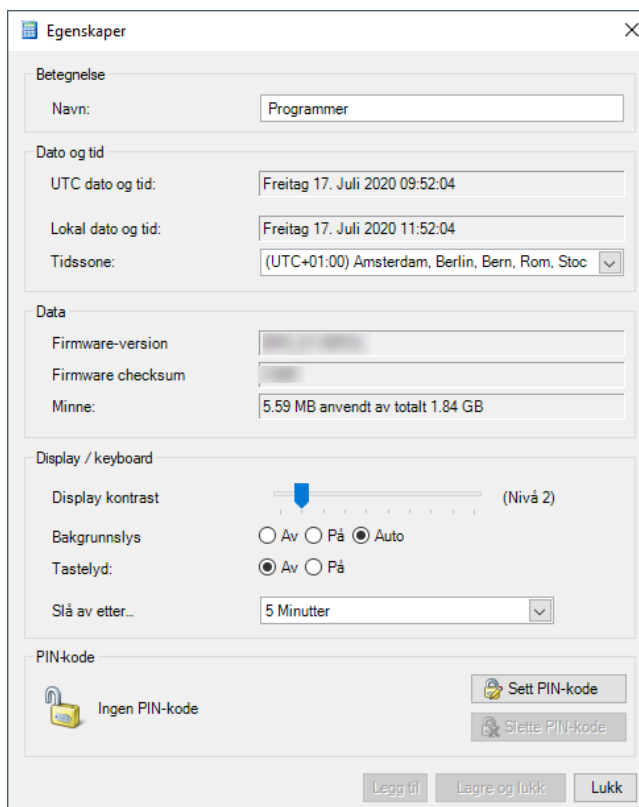 Egenskaper
Betegnelse
Navn: Programmer
Dato og tid
UTC dato og tid: Freitag 17. Juli 2020 09:52:04
Lokal dato og tid: Freitag 17. Juli 2020 11:52:04
Tidssone: (UTC+01:00) Amsterdam, Berlin, Bern, Rom, Stoc
Data
Firmware-version
Firmware checksum
Minne: 5.59 MB anvendt av totalt 1.84 GB
Display / keyboard
Display kontrast (Nivå 2)
Bakgrunnslys Av På Auto
Tastelyd: Av På
Slå av etter... 5 Minutter
PIN-kode
Ingen PIN-kode
Sett PIN-kode
Slette PIN-kode
Legg til Lagre og lukk Lukk